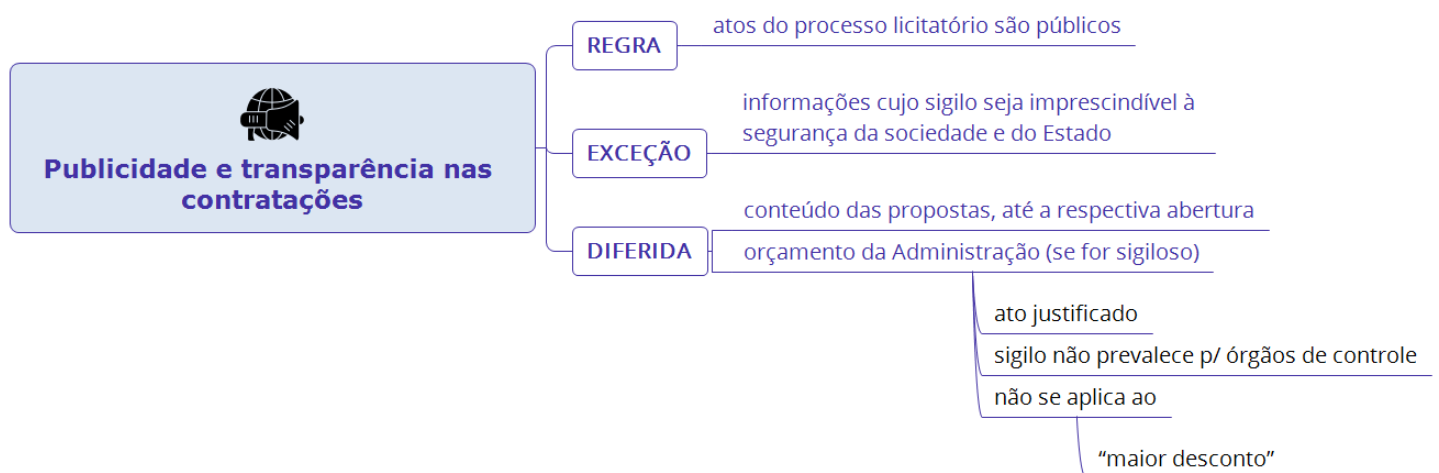 Publicidade e transparência nas
contratações
REGRA
atos do processo licitatório são públicos
EXCEÇÃO
informações cujo sigilo seja imprescindível à
segurança da sociedade e do Estado
DIFERIDA
conteúdo das propostas, até a respectiva abertura
orçamento da Administração (se for sigiloso)
ato justificado
sigilo não prevalece p/ órgãos de controle
não se aplica ao
“maior desconto”